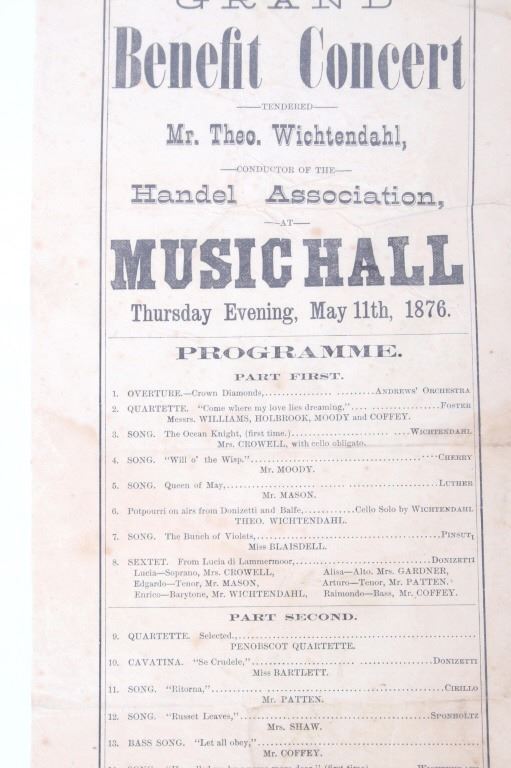 GRAND
Benefit Concert
TENDERED
Mr. Theo. Wichtendahl,
CONDUCTOR OF THE
Handel Association,
AT
MUSIC HALL
Thursday Evening, May 11th, 1876.
PROGRAMME.
PART FIRST.
1. OVERTURE.—Crown Diamonds, ANDREWS' ORCHESTRA
2. QUARTETTE. "Come where my love lies dreaming," FOSTER
Messrs. WILLIAMS, HOLBROOK, MOODY and COFFEY.
3. SONG. The Ocean Knight, (first time.) WICHTENDAHL
Mrs. CROWELL, with cello obligato.
4. SONG. "Will o' the Wisp." CHERRY
Mr. MOODY.
5. SONG. Queen of May, LUTHER
Mr. MASON.
6. Potpourri on airs from Donizetti and Balfe, Cello Solo by WICHTENDAHL
THEO. WICHTENDAHL.
7. SONG. The Bunch of Violets, PINSUTI
Miss BLAISDELL.
8 SEXTET. From Lucia di Lammermoor, DONIZETTI
Lucia—Soprano, Mrs. CROWELL, Alisa—Alto. Mrs. GARDNER,
Edgardo—Tenor, Mr. MASON, Arturo—Tenor, Mr. PATTEN.
Enrico—Barytone, Mr. WICHTENDAHL, Raimondo—Bass, Mr. COFFEY.
PART SECOND.
9. QUARTETTE. Selected.,
PENOBSCOT QUARTETTE.
10. CAVATINA. "Se Crudele," DONIZETTI
Miss BARTLETT.
11. SONG. "Ritorna," CIRILLO
Mr. PATTEN.
12. SONG. "Russet Leaves," SPONHOLTZ
Mrs. SHAW.
13. BASS SONG. "Let all obey,"
Mr. COFFEY.